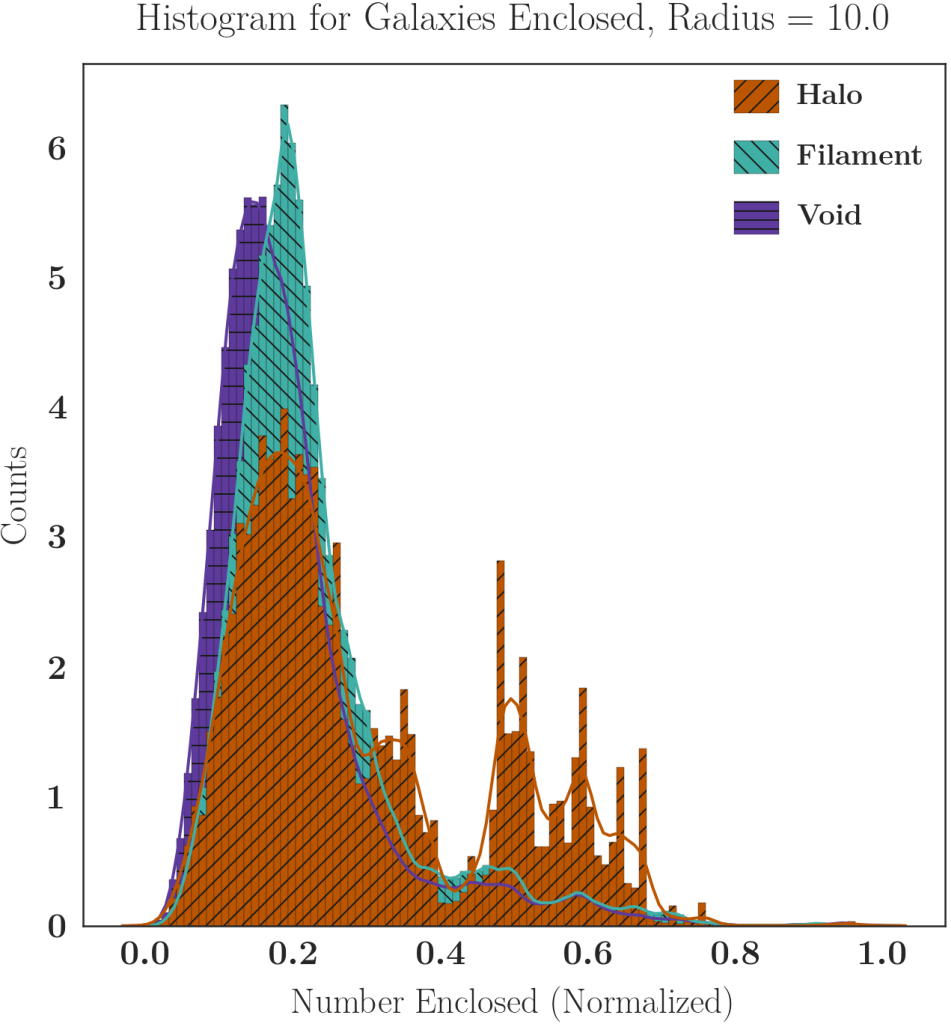 Histogram for Galaxies Enclosed, Radius = 10.0
Halo
Filament
Void
6
5
4
3
2
1
0
Counts
0.0 0.2 0.4 0.6 0.8 1.0
Number Enclosed (Normalized)